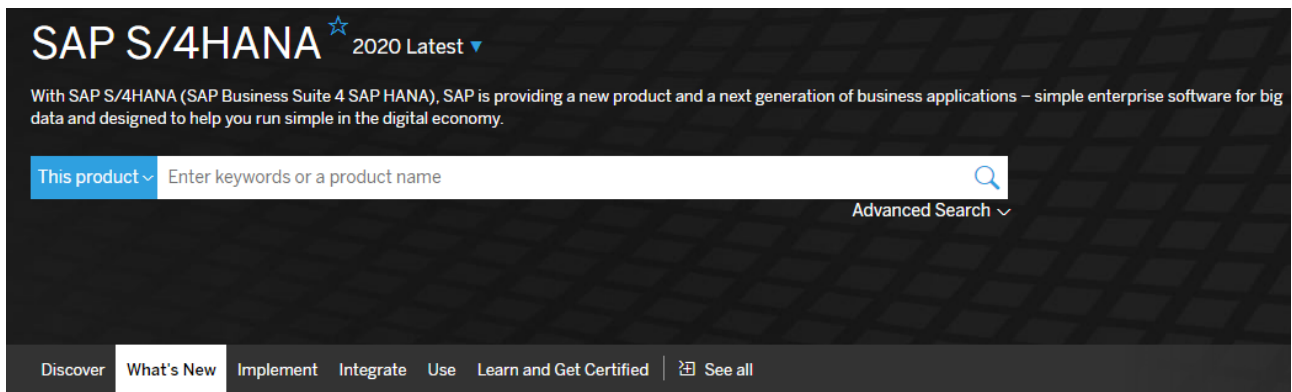 SAP S/4HANA 2020 Latest
With SAP S/4HANA (SAP Business Suite 4 SAP HANA), SAP is providing a new product and a next generation of business applications – simple enterprise software for big
data and designed to help you run simple in the digital economy.
This product Enter keywords or a product name
Advanced Search
Discover What's New Implement Integrate Use Learn and Get Certified See all